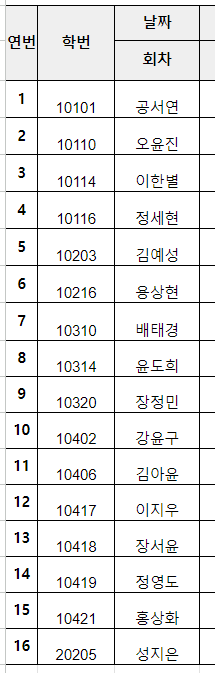 연번 학번 날짜
회차
1 10101 공서연
2 10110 오윤진
3 10114 이한별
4 10116 정세현
5 10203 김예성
6 10216 용상현
7 10310 배태경
8 10314 윤도희
9 10320 장정민
10 10402 강윤구
11 10406 김아윤
12 10417 이지우
13 10418 장서윤
14 10419 정영도
15 10421 홍상화
16 20205 성지은